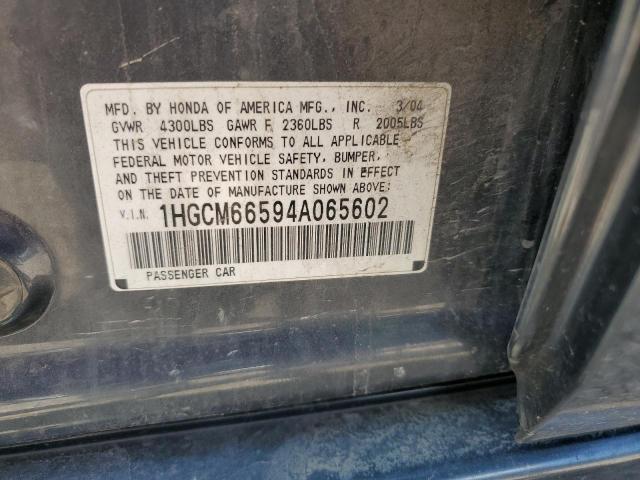 MFD. BY HONDA OF AMERICA MFG., INC. 3/04
GVWR 4300LBS GAWR F 2360LBS R 2005LBS
THIS VEHICLE CONFORMS TO ALL APPLICABLE
FEDERAL MOTOR VEHICLE SAFETY, BUMPER,
AND THEFT PREVENTION STANDARDS IN EFFECT
ON THE DATE OF MANUFACTURE SHOWN ABOVE:
V.I.N. 1HGCM66594A065602
PASSENGER CAR